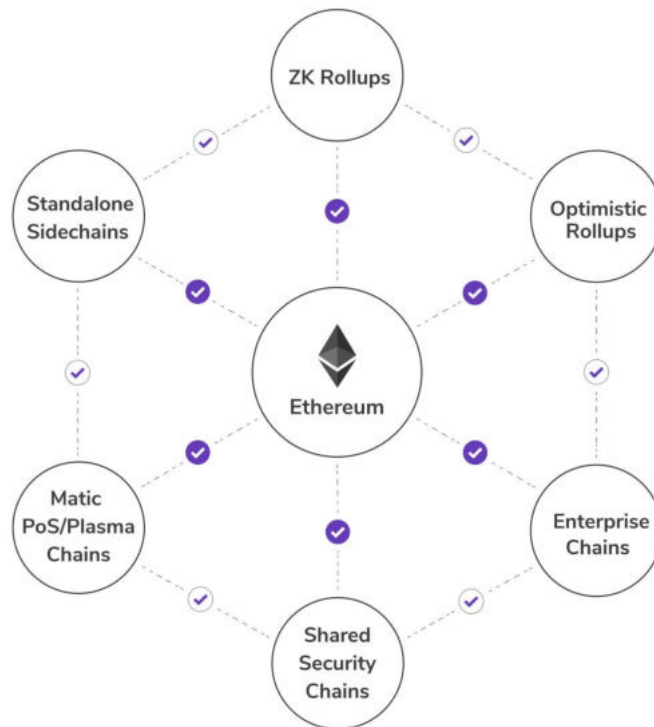 ZK Rollups
Standalone
Sidechains
Optimistic
Rollups
Ethereum
Matic
PoS/Plasma
Chains
Enterprise
Chains
Shared
Security
Chains